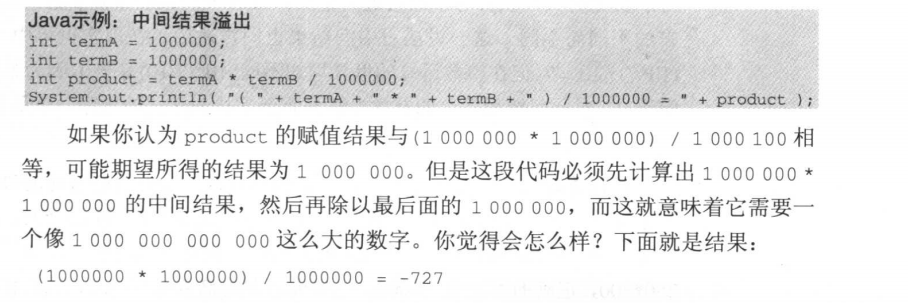 Java示例：中间结果溢出
int termA = 1000000;
int termB = 1000000;
int product = termA * termB / 1000000;
System.out.println( "( " + termA + " * " + termB + " ) / 1000000 = " + product );
如果你认为 product 的赋值结果与(1 000 000 * 1 000 000) / 1 000 100 相
等，可能期望所得的结果为 1 000 000。但是这段代码必须先计算出 1 000 000 *
1 000 000 的中间结果，然后再除以最后面的 1 000 000，而这就意味着它需要一
个像 1 000 000 000 000 这么大的数字。你觉得会怎么样？下面就是结果：
(1000000 * 1000000) / 1000000 = -727